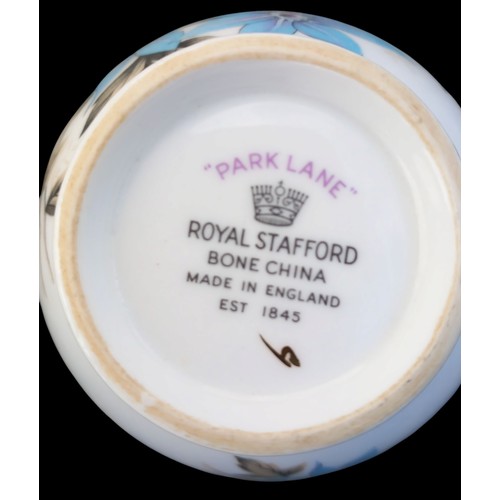 "PARK LANE"
ROYAL STAFFORD
BONE CHINA
MADE IN ENGLAND
EST 1845